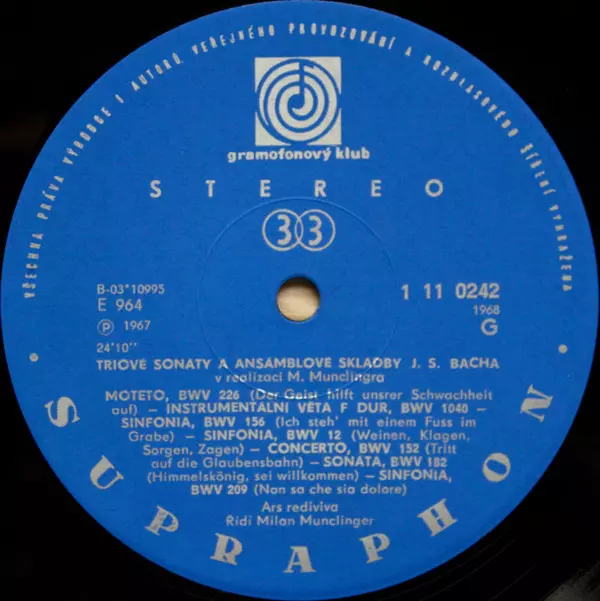 VŠECHNA PRÁVA VÝROBCE I AUTORŮ, VEŘEJNÉHO PROVOZOVÁNÍ A ROZHLASOVÉHO ŠÍŘENÍ VYHRAŽENA
gramofonový klub
STEREO
33
B-03*10995
E 964
Ⓟ 1967
24'10''
1 11 0242
1968
G
TRIOVÉ SONÁTY A ANSÁMBLOVÉ SKLADBY J. S. BACHA
v realizaci M. Munclingra
MOTETO, BWV 226 (Der Geist hilft unsrer Schwachheit
auf) – INSTRUMENTÁLNÍ VĚTA F DUR, BWV 1040 –
SINFONIA, BWV 156 (Ich steh' mit einem Fuss im
Grabe) – SINFONIA, BWV 12 (Weinen, Klagen,
Sorgen, Zagen) – CONCERTO, BWV 152 (Tritt
auf die Glaubensbahn) – SONÁTA, BWV 182
(Himmelskönig, sei willkommen) – SINFONIA,
BWV 209 (Non sa che sia dolore)
Ars rediviva
Řídí Milan Munclinger
• SUPRAPHON •